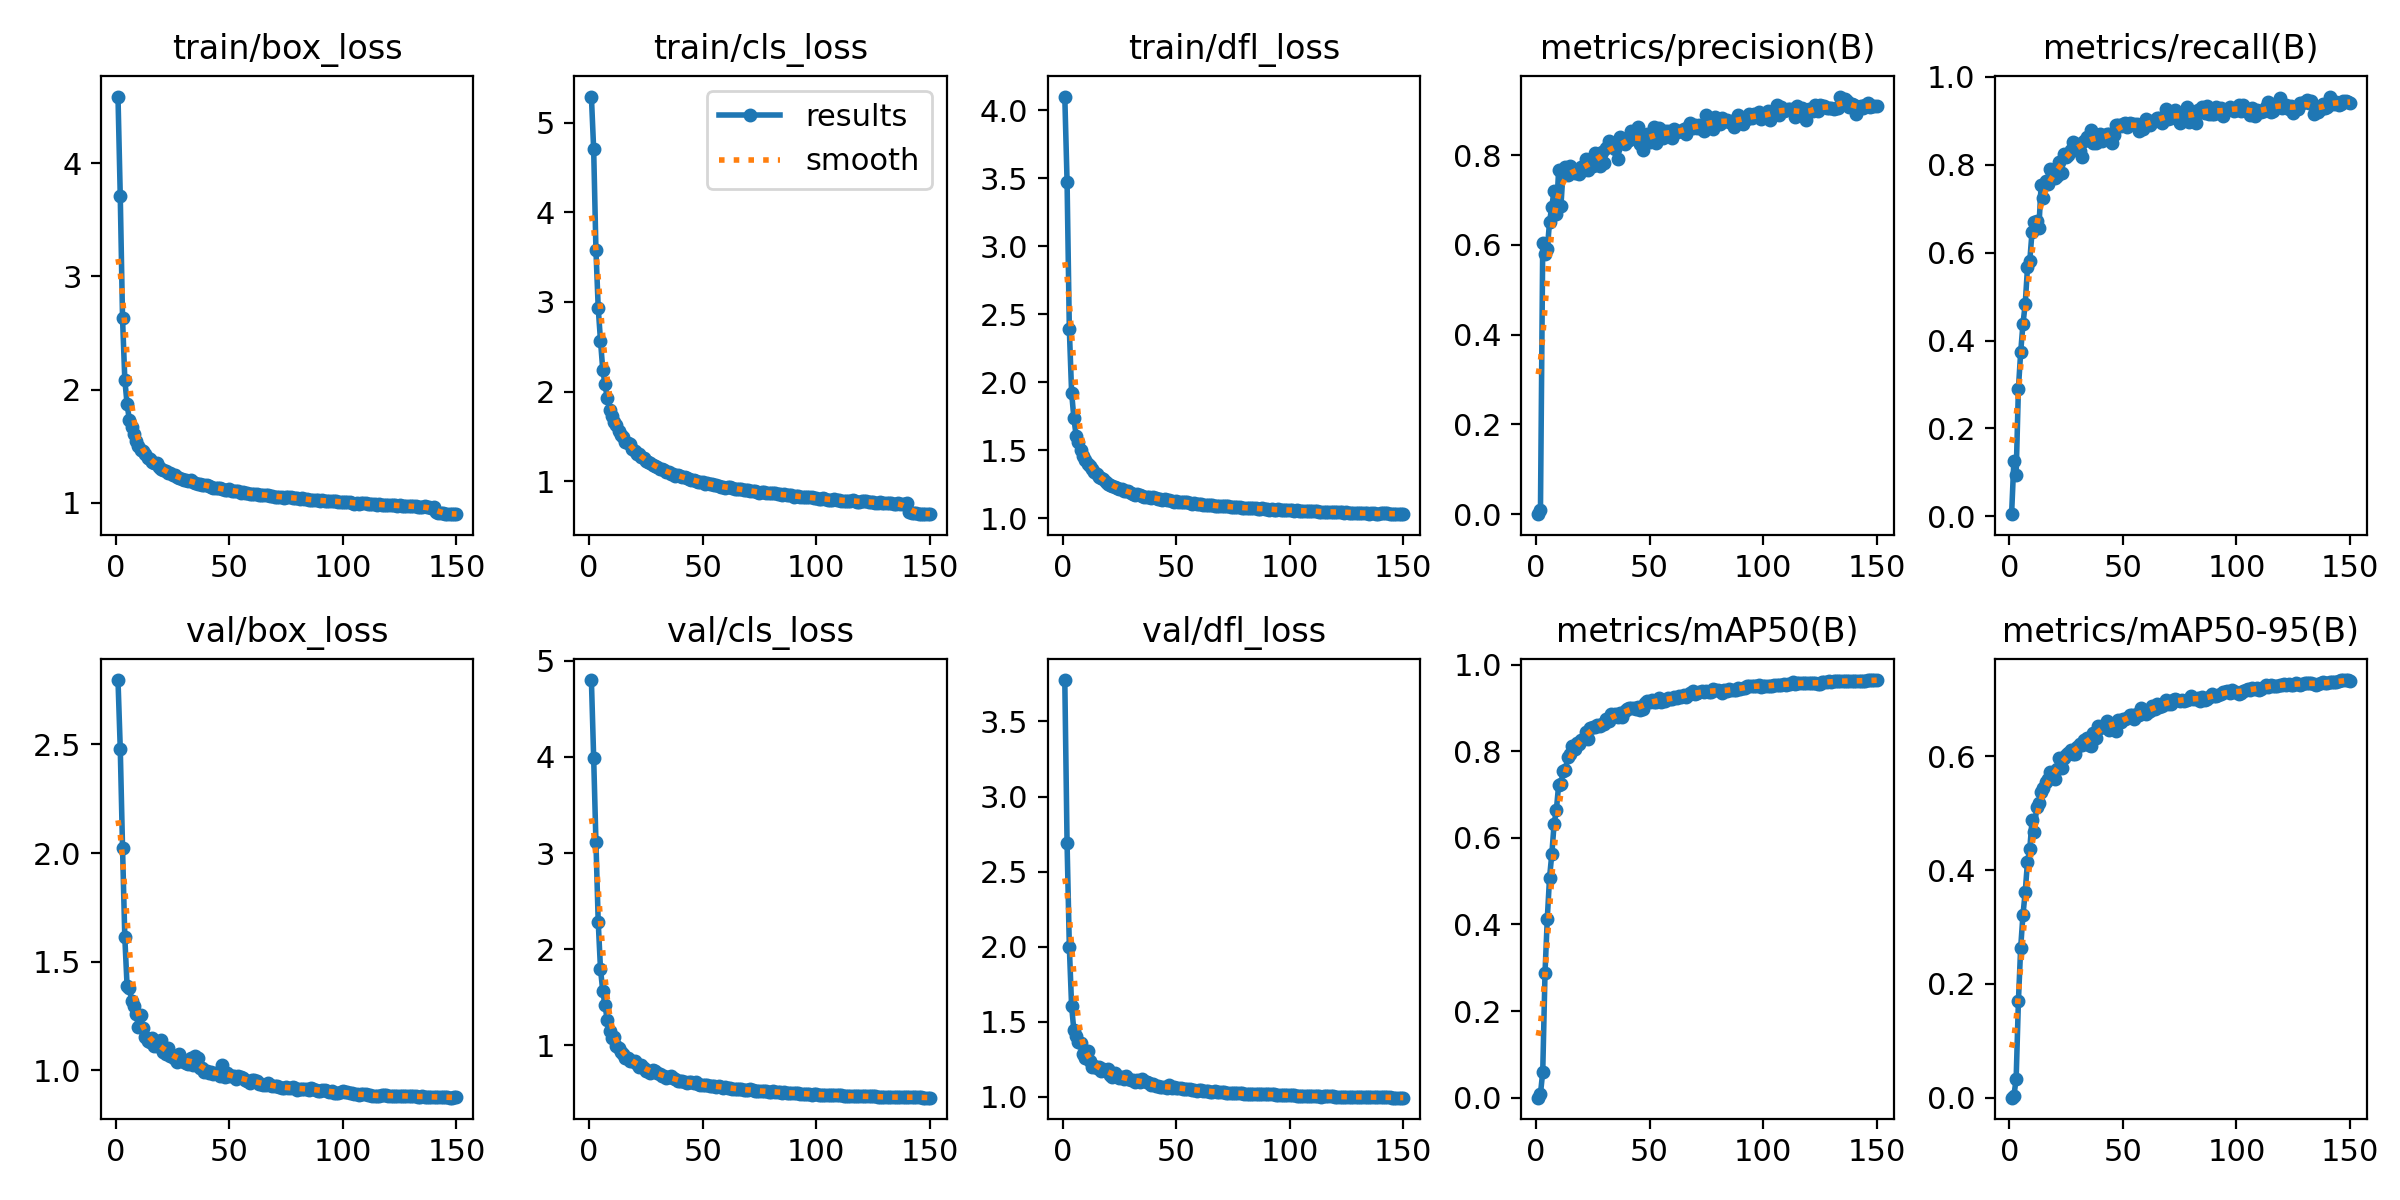 train/box_loss
4
3
2
1
0 50 100 150
train/cls_loss
results
smooth
5
4
3
2
1
0 50 100 150
train/dfl_loss
4.0
3.5
3.0
2.5
2.0
1.5
1.0
0 50 100 150
metrics/precision(B)
0.8
0.6
0.4
0.2
0.0
0 50 100 150
metrics/recall(B)
1.0
0.8
0.6
0.4
0.2
0.0
0 50 100 150
val/box_loss
2.5
2.0
1.5
1.0
0 50 100 150
val/cls_loss
5
4
3
2
1
0 50 100 150
val/dfl_loss
3.5
3.0
2.5
2.0
1.5
1.0
0 50 100 150
metrics/mAP50(B)
1.0
0.8
0.6
0.4
0.2
0.0
0 50 100 150
metrics/mAP50-95(B)
0.6
0.4
0.2
0.0
0 50 100 150